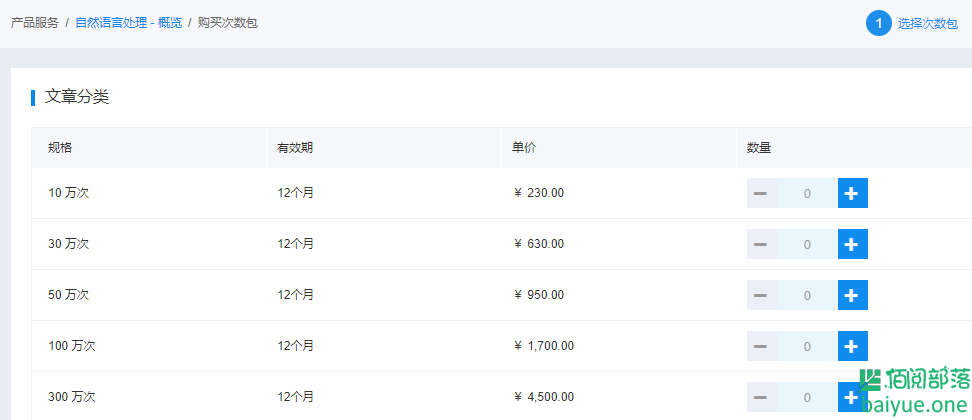 产品服务 / 自然语言处理 - 概览 / 购买次数包
1 选择次数包
文章分类
规格 有效期 单价 数量
10 万次 12个月 ¥ 230.00 0
30 万次 12个月 ¥ 630.00 0
50 万次 12个月 ¥ 950.00 0
100 万次 12个月 ¥ 1,700.00 0
300 万次 12个月 ¥ 4,500.00 0
佰阅部落
baiyue.one